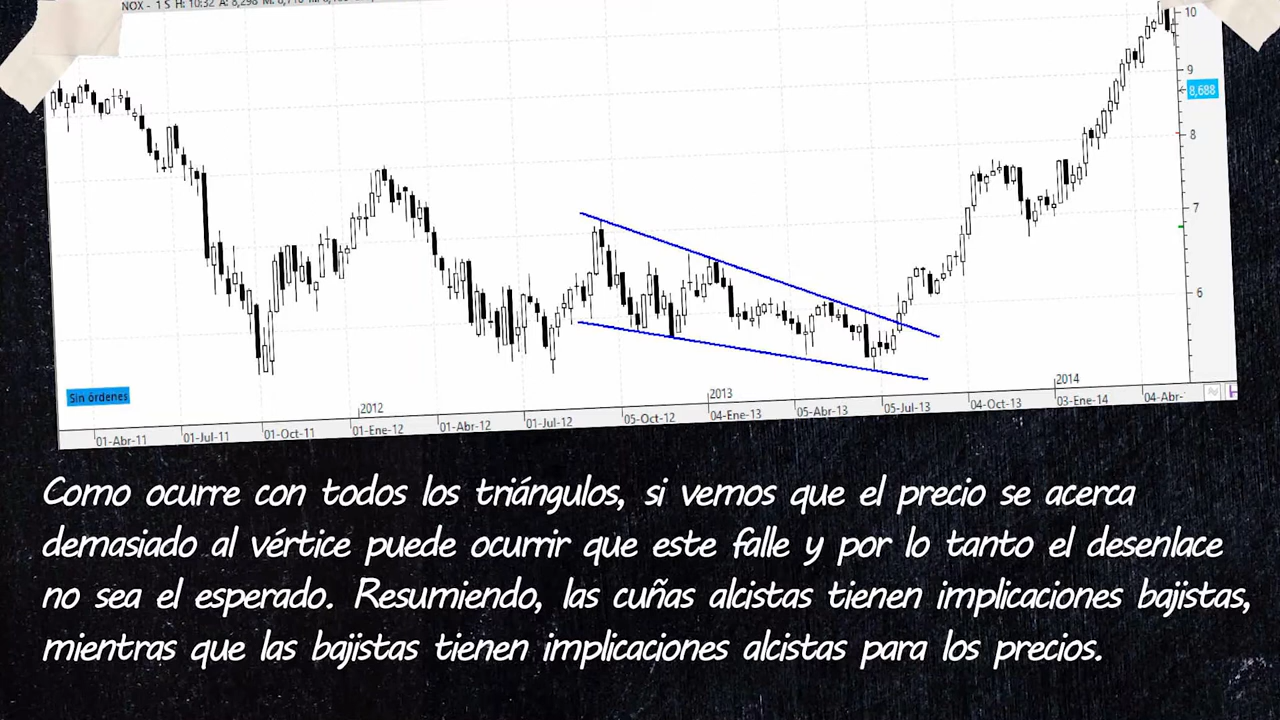 NOX - 1 S H: 10:32 A: 8,298
10
9
8,688
8
7
6
Sin órdenes
2012
2013
2014
01-Abr-11
01-Jul-11
01-Oct-11
01-Ene-12
01-Abr-12
01-Jul-12
05-Oct-12
04-Ene-13
05-Abr-13
05-Jul-13
04-Oct-13
03-Ene-14
04-Abr-
Como ocurre con todos los triángulos, si vemos que el precio se acerca
demasiado al vértice puede ocurrir que este falle y por lo tanto el desenlace
no sea el esperado. Resumiendo, las cuñas alcistas tienen implicaciones bajistas,
mientras que las bajistas tienen implicaciones alcistas para los precios.